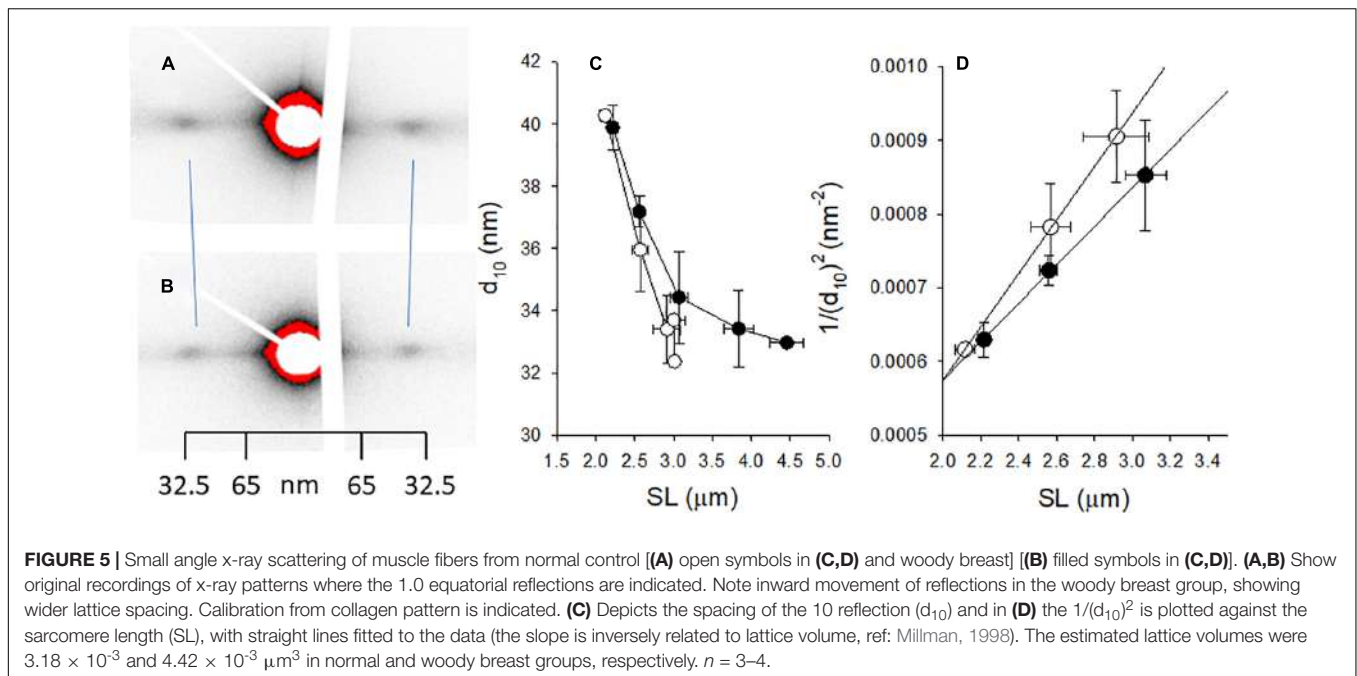 A
B
32.5 65 nm 65 32.5
C
42
40
38
36
34
32
30
d10 (nm)
2.0 2.5 3.0 3.5 4.0 4.5 5.0
SL (μm)
D
0.0010
0.0009
0.0008
0.0007
0.0006
0.0005
1/(d10)2 (nm-2)
2.0 2.2 2.4 2.6 2.8 3.0 3.2 3.4
SL (μm)
FIGURE 5 | Small angle x-ray scattering of muscle fibers from normal control [(A) open symbols in (C,D) and woody breast] [(B) filled symbols in (C,D)]. (A,B) Show
original recordings of x-ray patterns where the 1.0 equatorial reflections are indicated. Note inward movement of reflections in the woody breast group, showing
wider lattice spacing. Calibration from collagen pattern is indicated. (C) Depicts the spacing of the 10 reflection (d10) and in (D) the 1/(d10)2 is plotted against the
sarcomere length (SL), with straight lines fitted to the data (the slope is inversely related to lattice volume, ref: Millman, 1998). The estimated lattice volumes were
3.18 × 10-3 and 4.42 × 10-3 μm3 in normal and woody breast groups, respectively. n = 3–4.